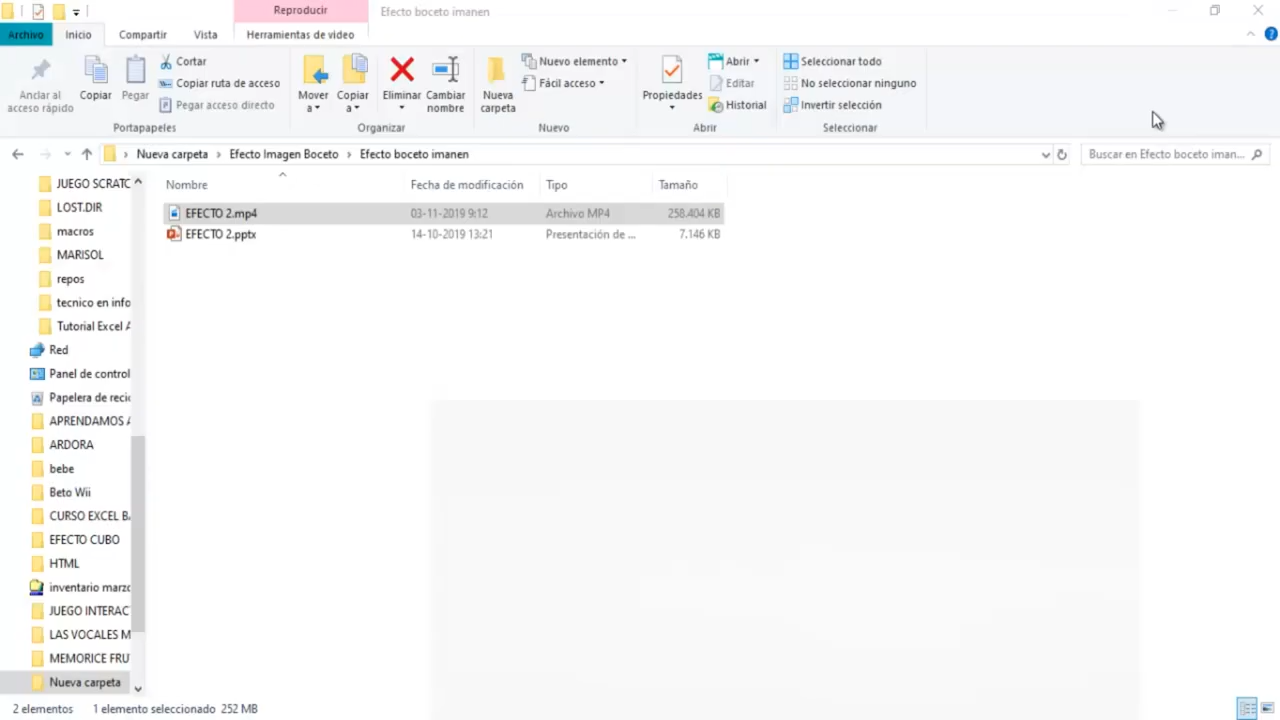 Reproducir
Efecto boceto imanen
Archivo
Inicio
Compartir
Vista
Herramientas de video
Anclar al
acceso rápido
Copiar
Pegar
Cortar
Copiar ruta de acceso
Pegar acceso directo
Portapapeles
Mover
a
Copiar
a
Eliminar
Cambiar
nombre
Organizar
Nueva
carpeta
Nuevo elemento
Fácil acceso
Nuevo
Propiedades
Abrir
Editar
Historial
Abrir
Seleccionar todo
No seleccionar ninguno
Invertir selección
Seleccionar
Nueva carpeta › Efecto Imagen Boceto › Efecto boceto imanen
Buscar en Efecto boceto iman...
Nombre Fecha de modificación Tipo Tamaño
EFECTO 2.mp4 03-11-2019 9:12 Archivo MP4 258.404 KB
EFECTO 2.pptx 14-10-2019 13:21 Presentación de ... 7.146 KB
JUEGO SCRATC
LOST.DIR
macros
MARISOL
repos
tecnico en info
Tutorial Excel A
Red
Panel de control
Papelera de reci
APRENDAMOS A
ARDORA
bebe
Beto Wii
CURSO EXCEL BA
EFECTO CUBO
HTML
inventario marzo
JUEGO INTERAC
LAS VOCALES M
MEMORICE FRU
Nueva carpeta
2 elementos 1 elemento seleccionado 252 MB